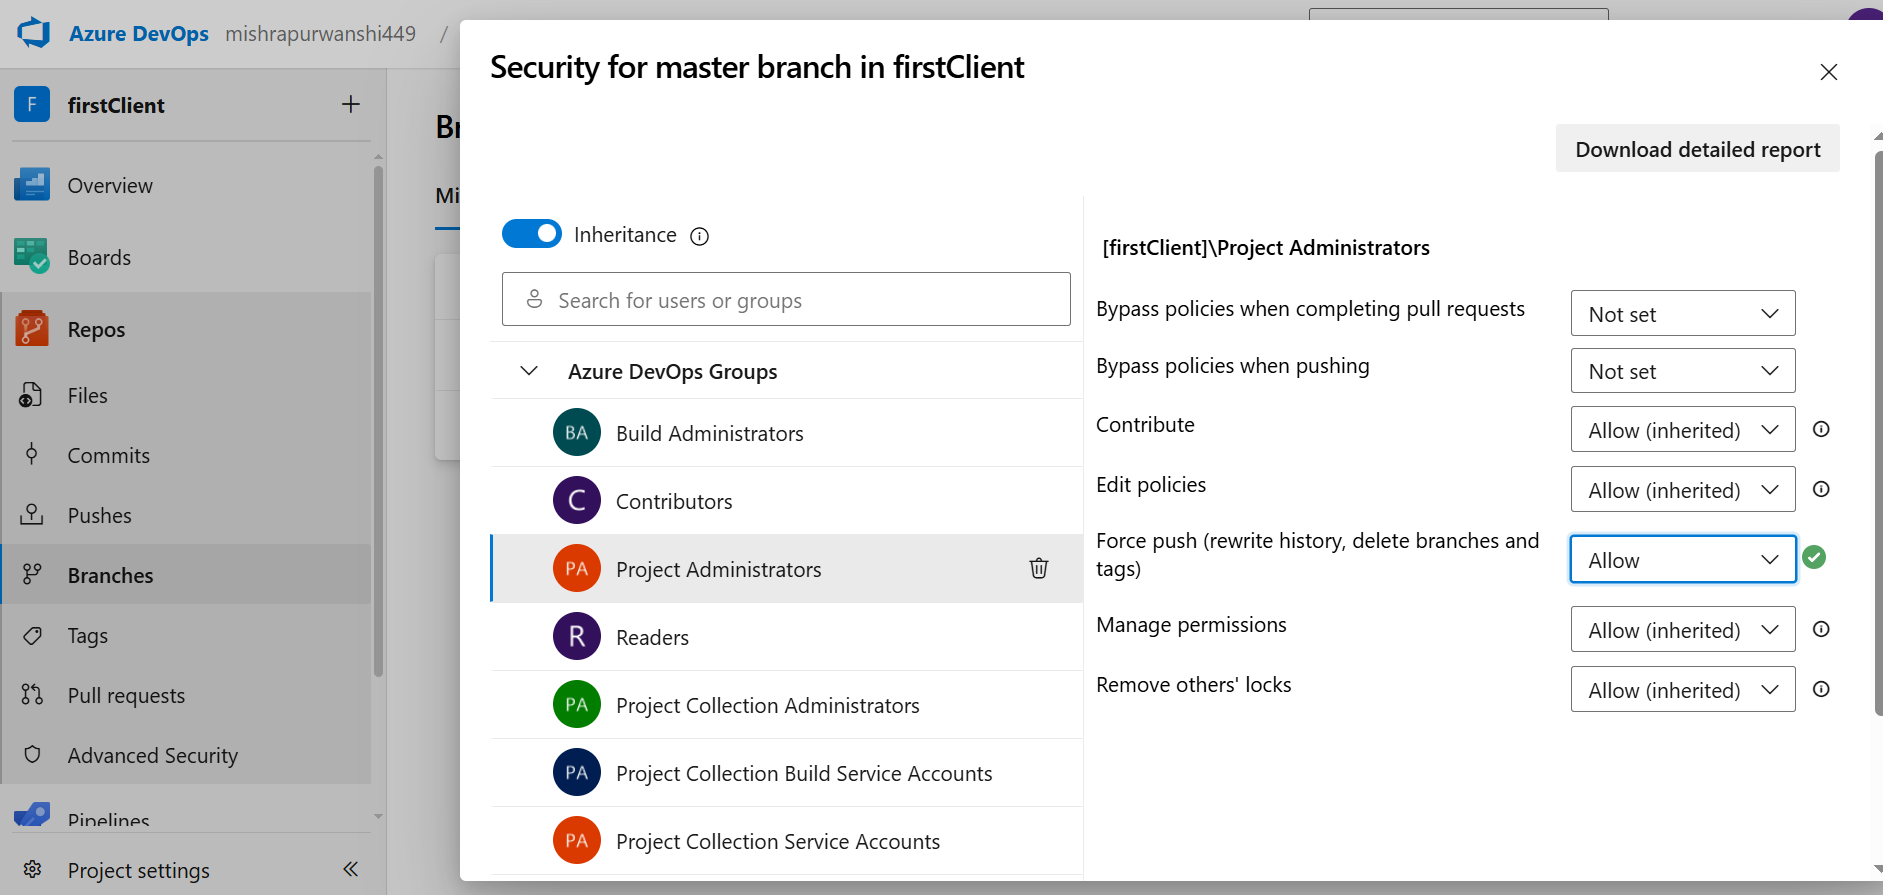 Azure DevOps mishrapurwanshi449 /
F firstClient
Overview
Boards
Repos
Files
Commits
Pushes
Branches
Tags
Pull requests
Advanced Security
Pipelines
Project settings
Br
Mi
Security for master branch in firstClient
Download detailed report
Inheritance
Search for users or groups
Azure DevOps Groups
BA Build Administrators
C Contributors
PA Project Administrators
R Readers
PA Project Collection Administrators
PA Project Collection Build Service Accounts
PA Project Collection Service Accounts
[firstClient]\Project Administrators
Bypass policies when completing pull requests Not set
Bypass policies when pushing Not set
Contribute Allow (inherited)
Edit policies Allow (inherited)
Force push (rewrite history, delete branches and
tags) Allow
Manage permissions Allow (inherited)
Remove others' locks Allow (inherited)